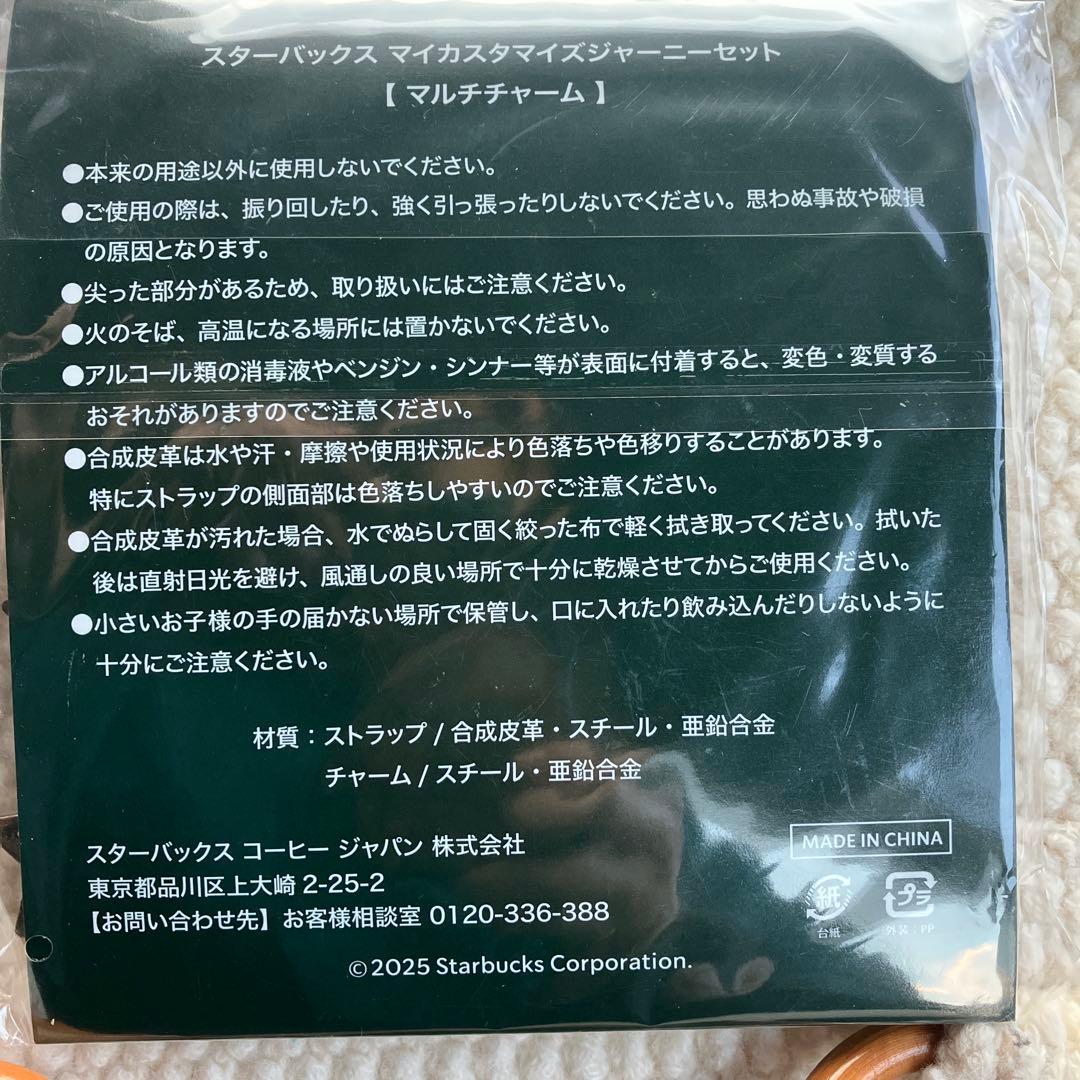 スターバックス マイカスタマイズジャーニーセット
【 マルチチャーム 】
●本来の用途以外に使用しないでください。
●ご使用の際は、振り回したり、強く引っ張ったりしないでください。思わぬ事故や破損
の原因となります。
●尖った部分があるため、取り扱いにはご注意ください。
●火のそば、高温になる場所には置かないでください。
●アルコール類の消毒液やベンジン・シンナー等が表面に付着すると、変色・変質する
おそれがありますのでご注意ください。
●合成皮革は水や汗・摩擦や使用状況により色落ちや色移りすることがあります。
特にストラップの側面部は色落ちしやすいのでご注意ください。
●合成皮革が汚れた場合、水でぬらして固く絞った布で軽く拭き取ってください。拭いた
後は直射日光を避け、風通しの良い場所で十分に乾燥させてからご使用ください。
●小さいお子様の手の届かない場所で保管し、口に入れたり飲み込んだりしないように
十分にご注意ください。
材質：ストラップ / 合成皮革・スチール・亜鉛合金
チャーム / スチール・亜鉛合金
スターバックス コーヒー ジャパン 株式会社
東京都品川区上大崎 2-25-2
【お問い合わせ先】お客様相談室 0120-336-388
MADE IN CHINA
紙 プラ
台紙 外装：PP
©2025 Starbucks Corporation.